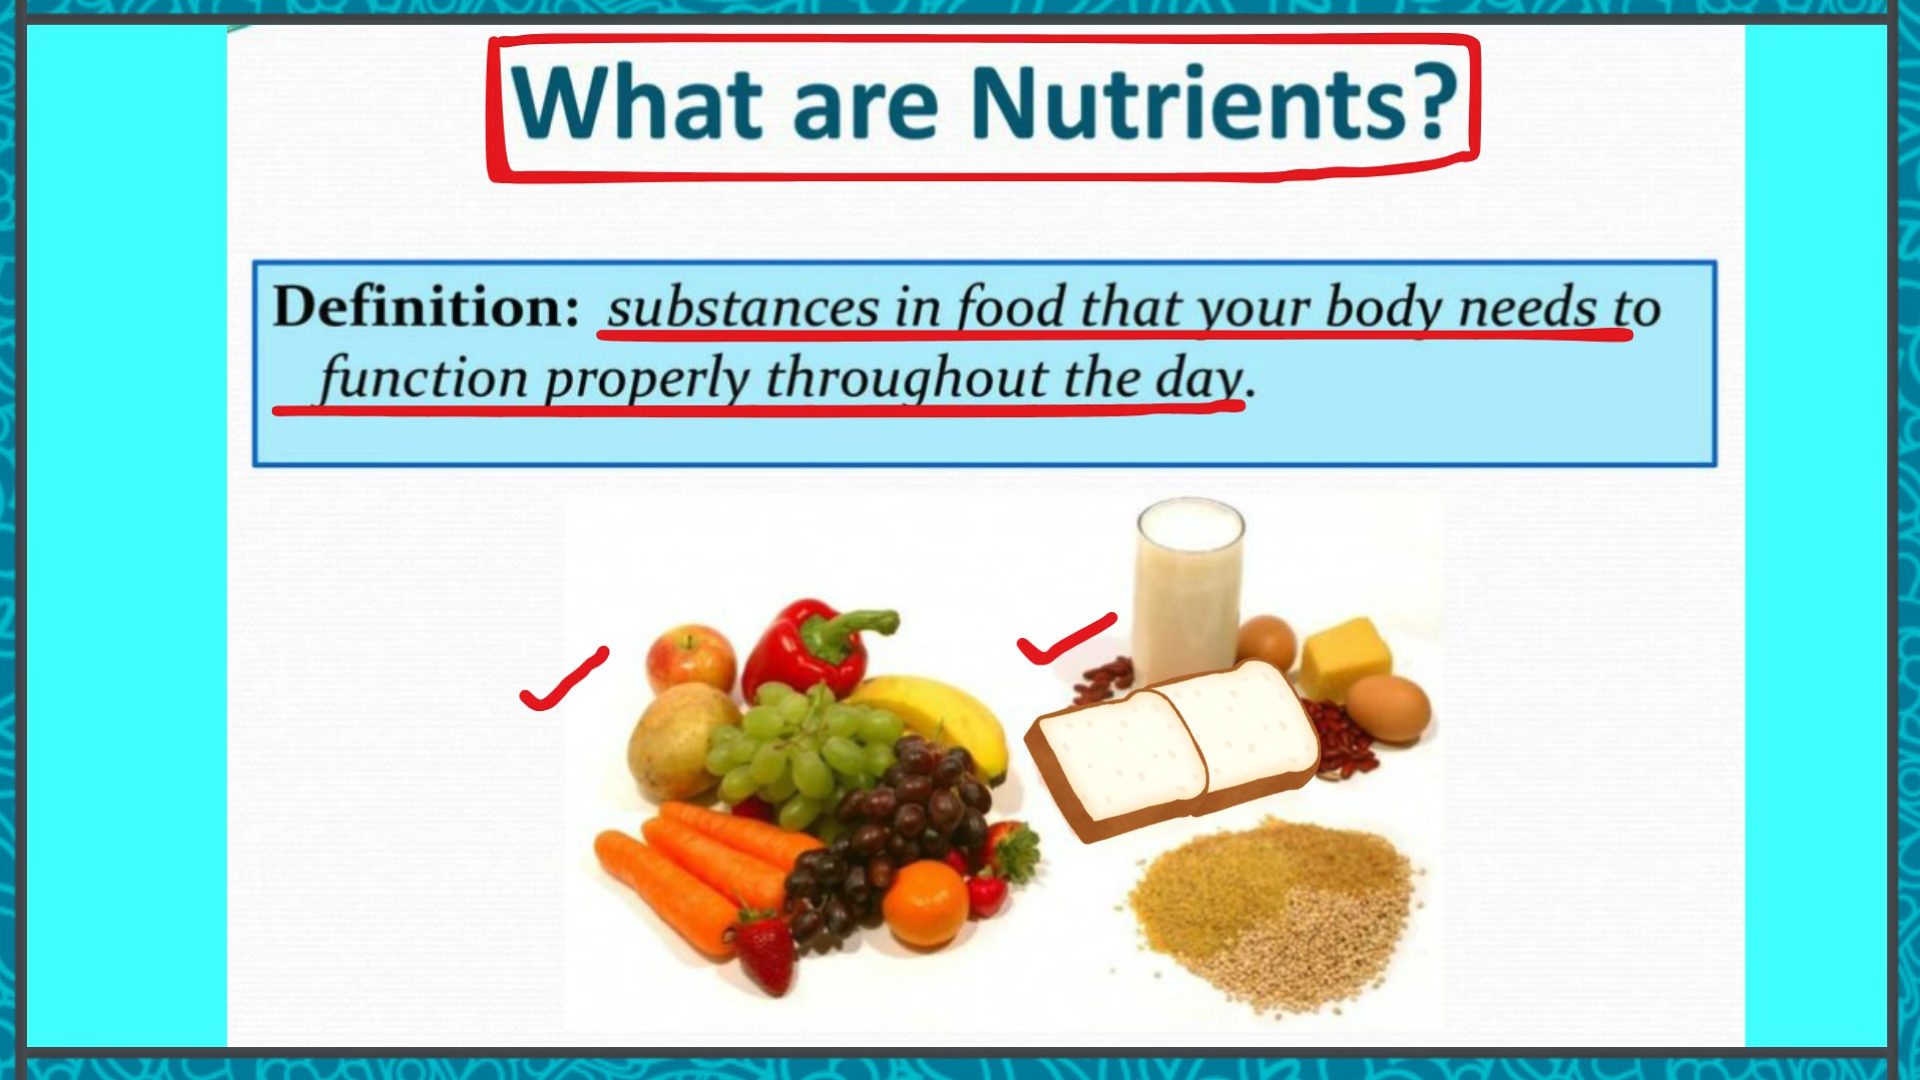 What are Nutrients?
Definition: substances in food that your body needs to
function properly throughout the day.